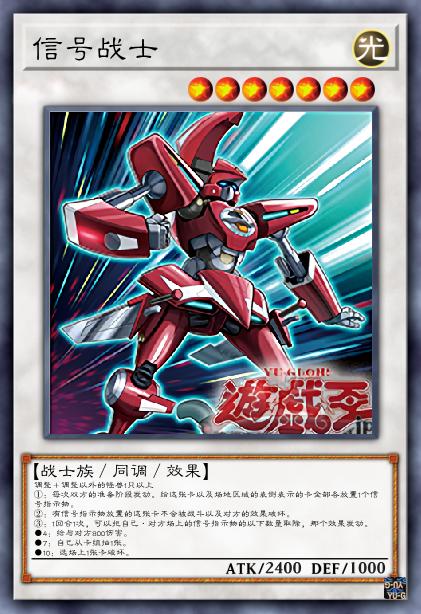 信号战士
光
YU-GI-OH!
遊戯王
jp
【战士族／同调／效果】
调整＋调整以外的怪兽1只以上
①：每次双方的准备阶段发动。给这张卡以及场地区域的表侧表示的卡全部各放置1个信
号指示物。
②：有信号指示物放置的这张卡不会被战斗以及对方的效果破坏。
③：1回合1次，可以把自己·对方场上的信号指示物的以下数量取除，那个效果发动。
●4：给与对方800伤害。
●7：自己从卡组抽1张。
●10：选场上1张卡破坏。
ATK/2400 DEF/1000